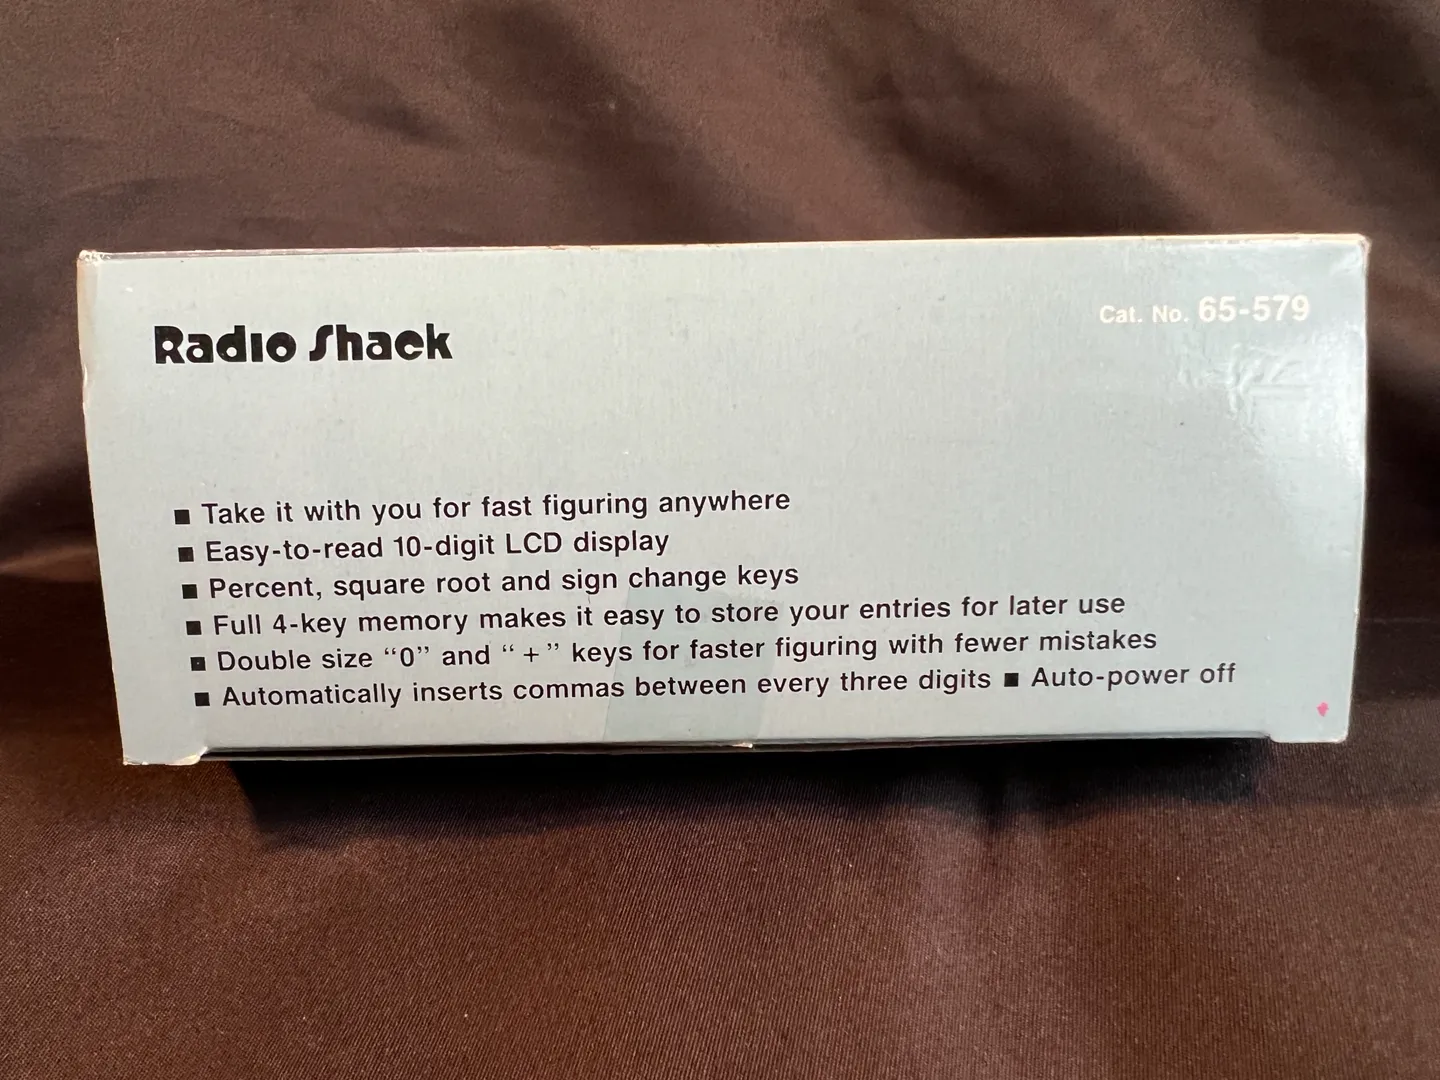 Radio Shack
Cat. No. 65-579
■ Take it with you for fast figuring anywhere
■ Easy-to-read 10-digit LCD display
■ Percent, square root and sign change keys
■ Full 4-key memory makes it easy to store your entries for later use
■ Double size “0” and “ + ” keys for faster figuring with fewer mistakes
■ Automatically inserts commas between every three digits ■ Auto-power off